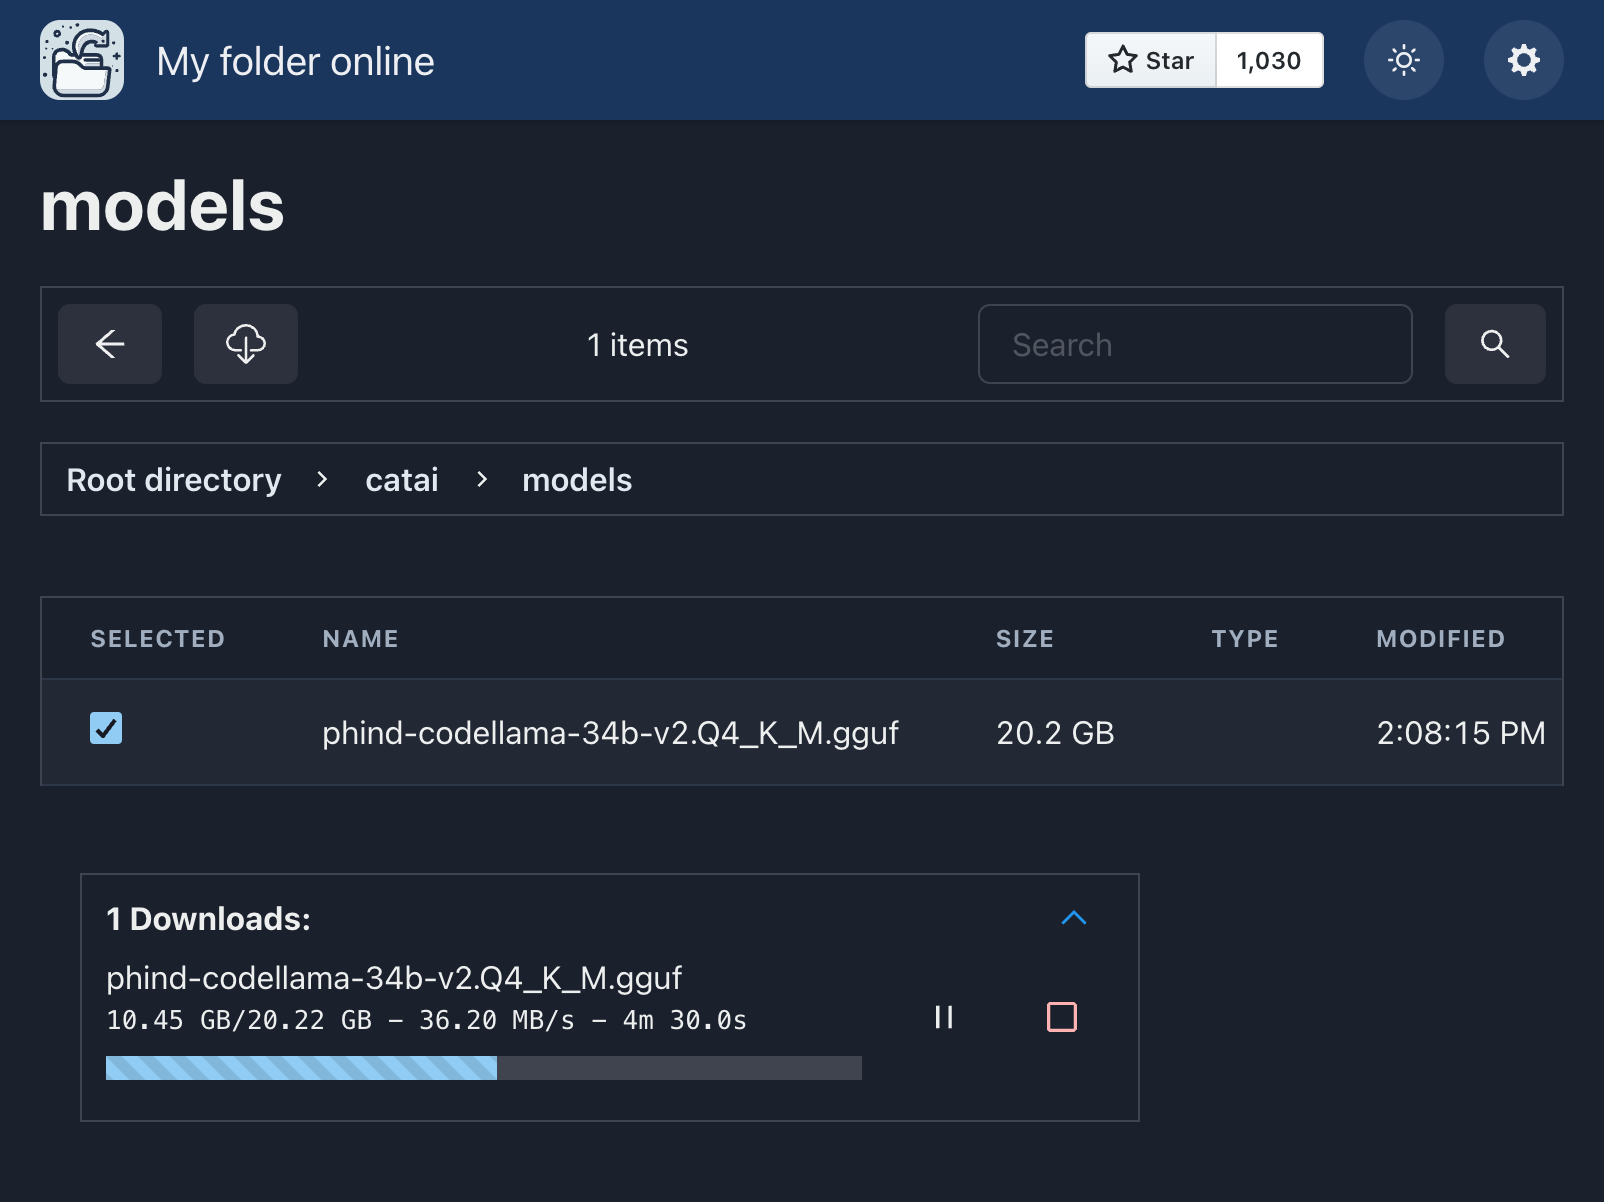 My folder online
Star 1,030
models
1 items
Search
Root directory > catai > models
SELECTED NAME SIZE TYPE MODIFIED
phind-codellama-34b-v2.Q4_K_M.gguf 20.2 GB 2:08:15 PM
1 Downloads:
phind-codellama-34b-v2.Q4_K_M.gguf
10.45 GB/20.22 GB – 36.20 MB/s – 4m 30.0s